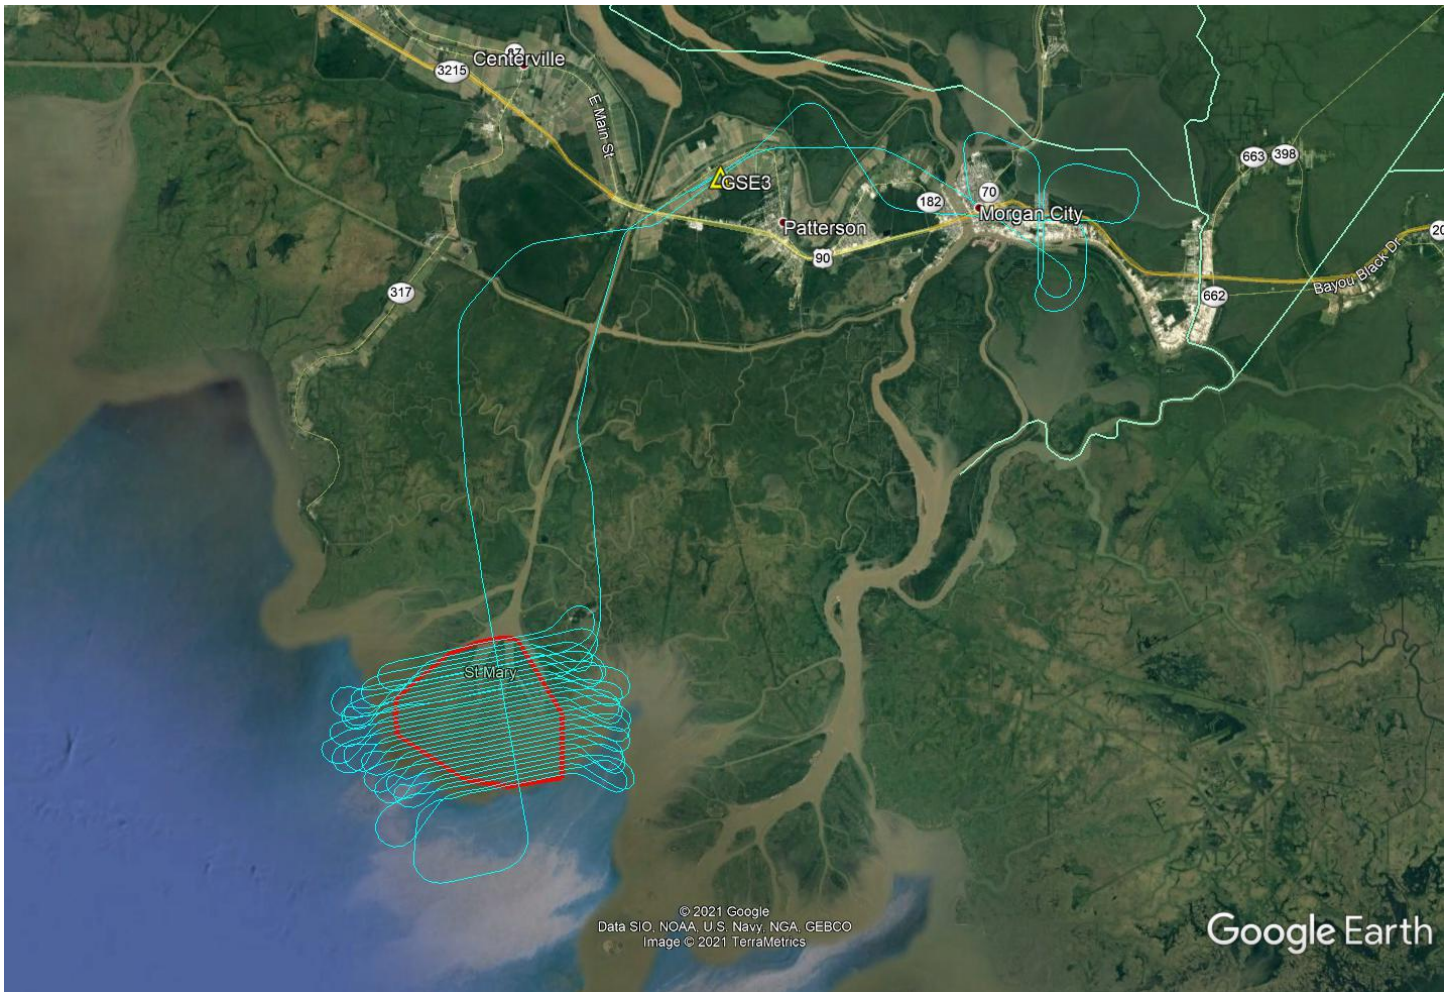 Centerville
3215
E Main St
663
398
GSE3
182
70
Morgan City
Patterson
90
20
Bayou Black Dr
317
662
St Mary
© 2021 Google
Data SIO, NOAA, U.S. Navy, NGA, GEBCO
Image © 2021 TerraMetrics
Google Earth